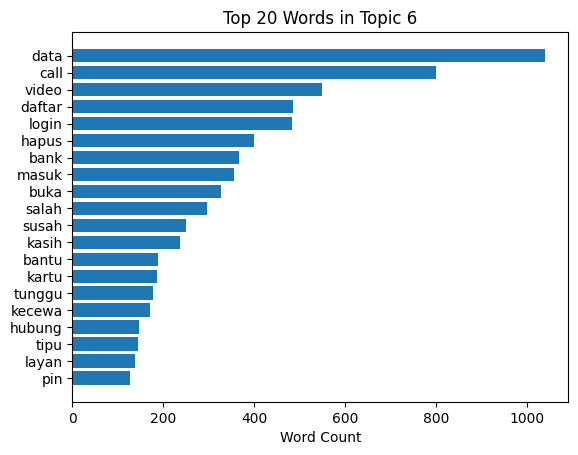 Top 20 Words in Topic 6
data
call
video
daftar
login
hapus
bank
masuk
buka
salah
susah
kasih
bantu
kartu
tunggu
kecewa
hubung
tipu
layan
pin
0 200 400 600 800 1000
Word Count